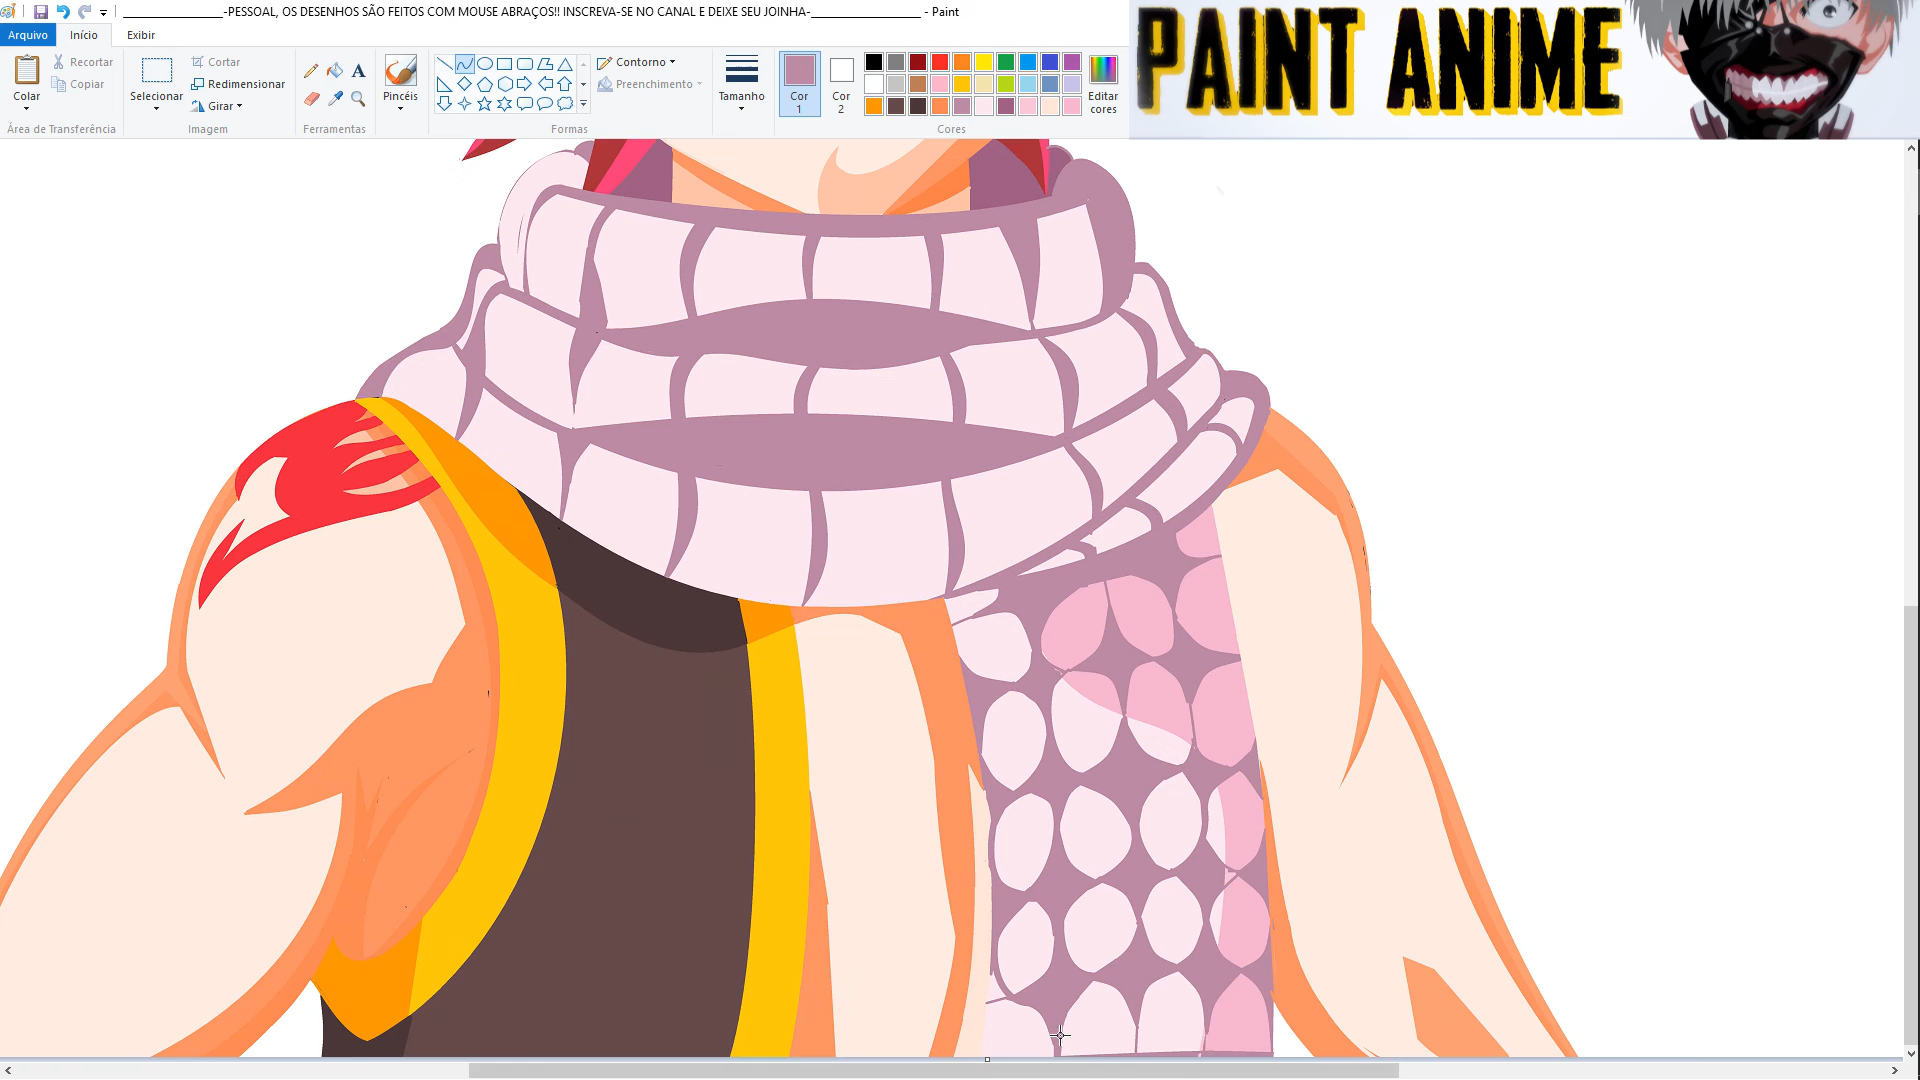 ____________________-PESSOAL, OS DESENHOS SÃO FEITOS COM MOUSE ABRAÇOS!! INSCREVA-SE NO CANAL E DEIXE SEU JOINHA-______________________ - Paint
Arquivo Início Exibir
Colar
Recortar
Copiar
Área de Transferência
Selecionar
Cortar
Redimensionar
Girar
Imagem
Ferramentas
Pincéis
Formas
Contorno
Preenchimento
Tamanho
Cor 1
Cor 2
Editar cores
Cores
PAINT ANIME